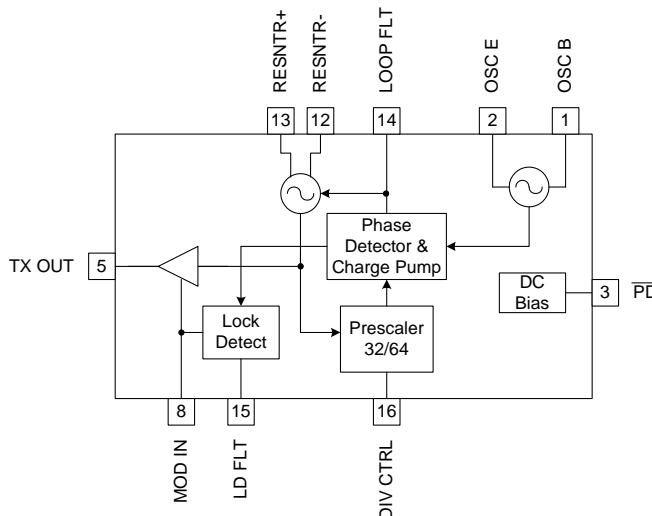 RESNTR+
RESNTR-
LOOP FLT
OSC E
OSC B
13
12
14
2
1
Phase
Detector &
Charge Pump
TX OUT
5
DC
Bias
3
PD
Lock
Detect
Prescaler
32/64
8
15
16
MOD IN
LD FLT
DIV CTRL